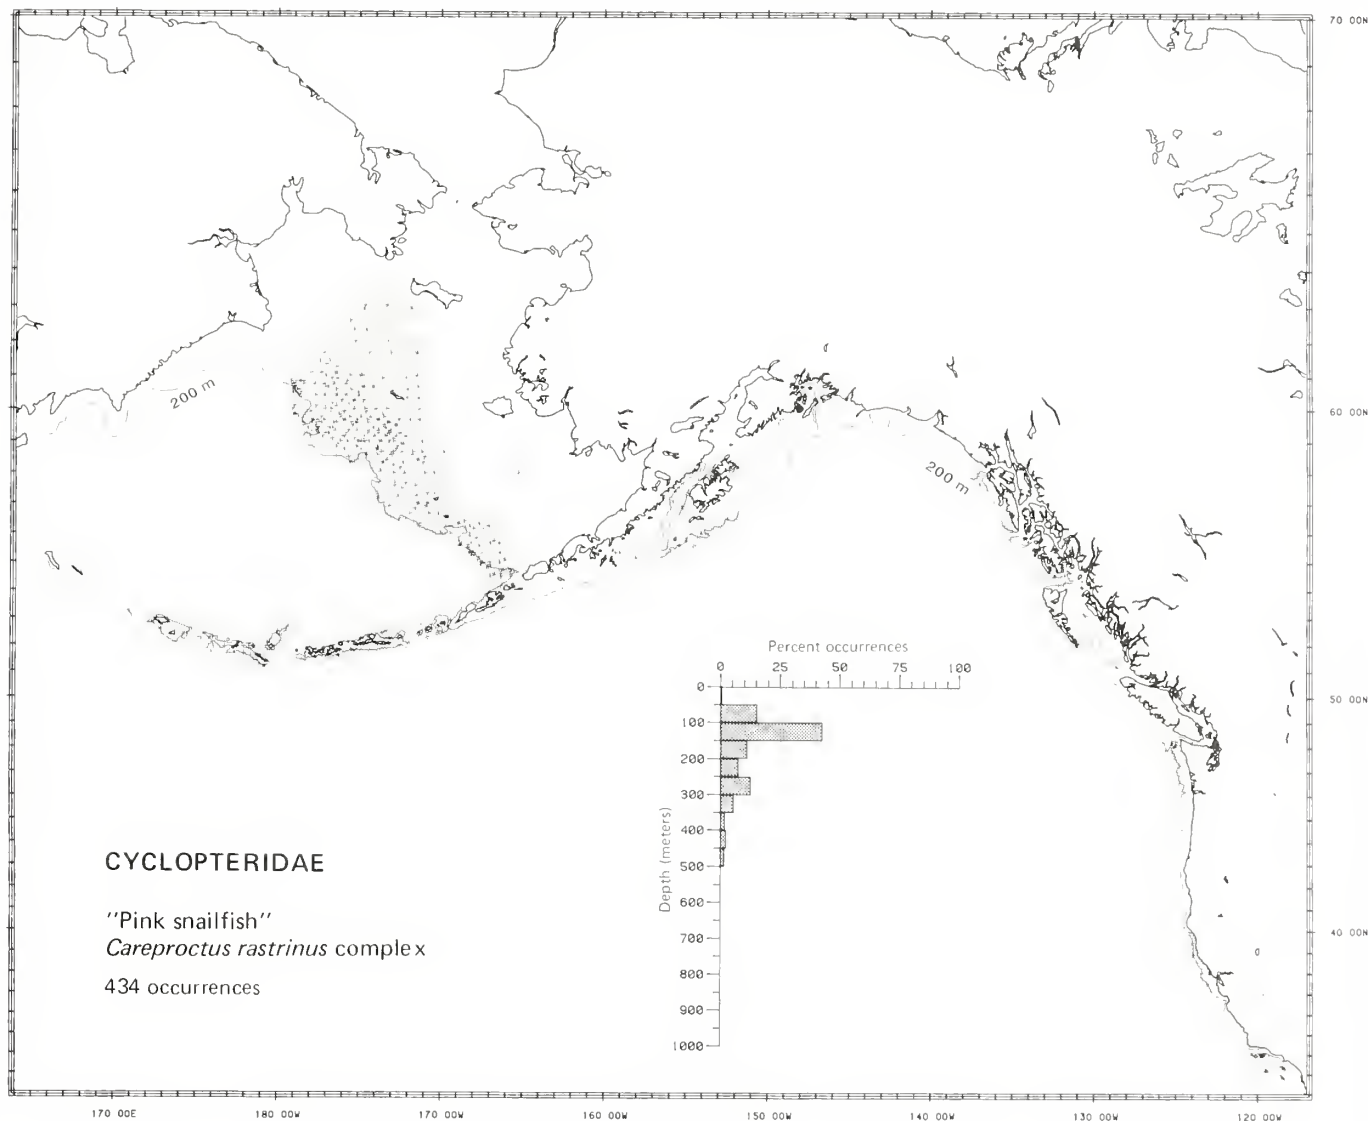 70 00N
200 m
60 00N
200 m
Percent occurrences
0 25 50 75 100
0
100
200
300
400
500
600
700
800
900
1000
Depth (meters)
50 00N
40 00N
CYCLOPTERIDAE
"Pink snailfish"
Careproctus rastrinus complex
434 occurrences
170 00E 180 00W 170 00W 160 00W 150 00W 140 00W 130 00W 120 00W